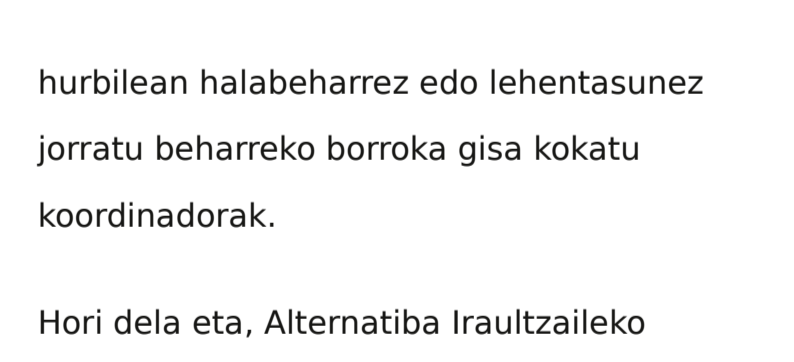 hurbilean halabeharrez edo lehentasunez
jorratu beharreko borroka gisa kokatu
koordinadorak.
Hori dela eta, Alternatiba Iraultzaileko